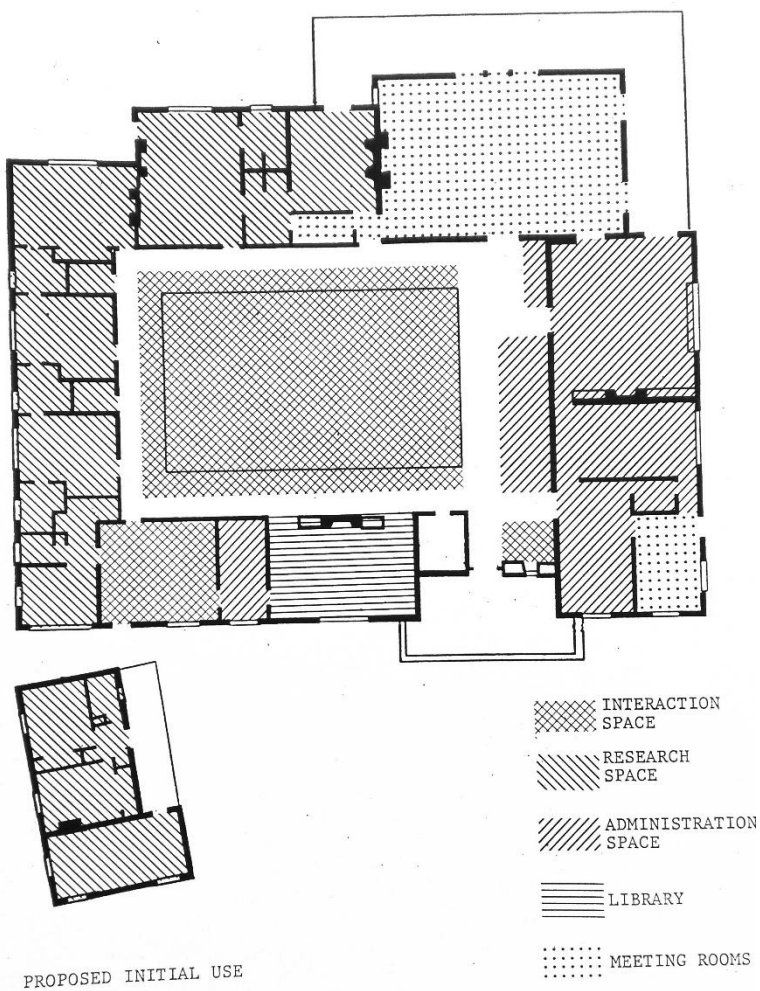 INTERACTION
SPACE
RESEARCH
SPACE
ADMINISTRATION
SPACE
LIBRARY
MEETING ROOMS
PROPOSED INITIAL USE